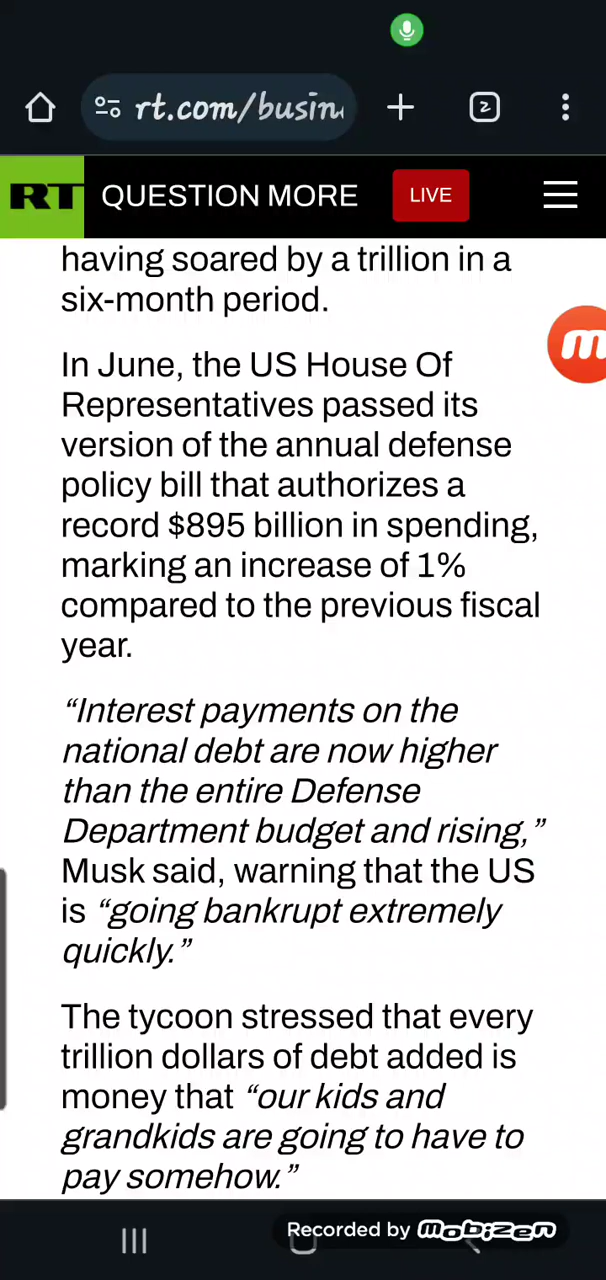 rt.com/busin
2
RT QUESTION MORE LIVE
having soared by a trillion in a
six-month period.
In June, the US House Of
Representatives passed its
version of the annual defense
policy bill that authorizes a
record $895 billion in spending,
marking an increase of 1%
compared to the previous fiscal
year.
“Interest payments on the
national debt are now higher
than the entire Defense
Department budget and rising,”
Musk said, warning that the US
is “going bankrupt extremely
quickly.”
The tycoon stressed that every
trillion dollars of debt added is
money that “our kids and
grandkids are going to have to
pay somehow.”
Recorded by mobizen